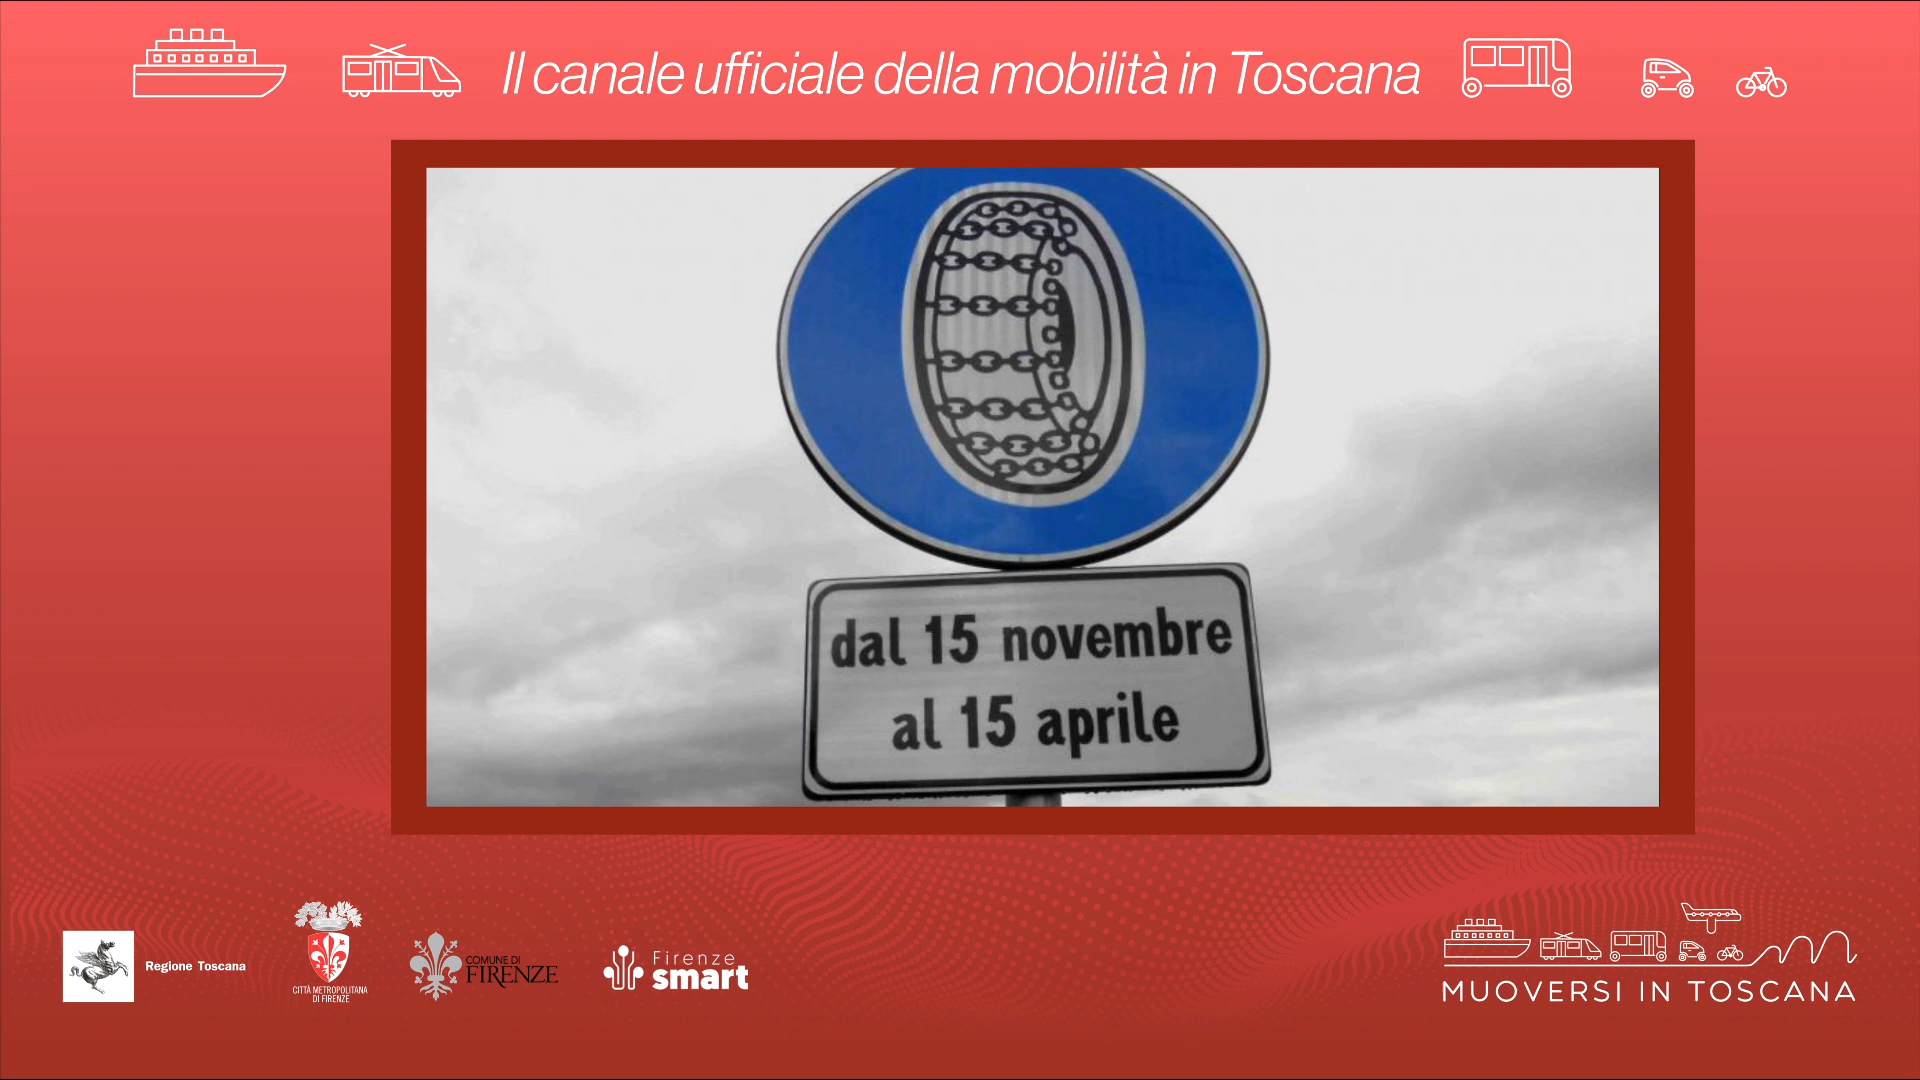 Il canale ufficiale della mobilità in Toscana
dal 15 novembre
al 15 aprile
Regione Toscana
CITTÀ METROPOLITANA
DI FIRENZE
COMUNE DI
FIRENZE
Firenze
smart
MUOVERSI IN TOSCANA